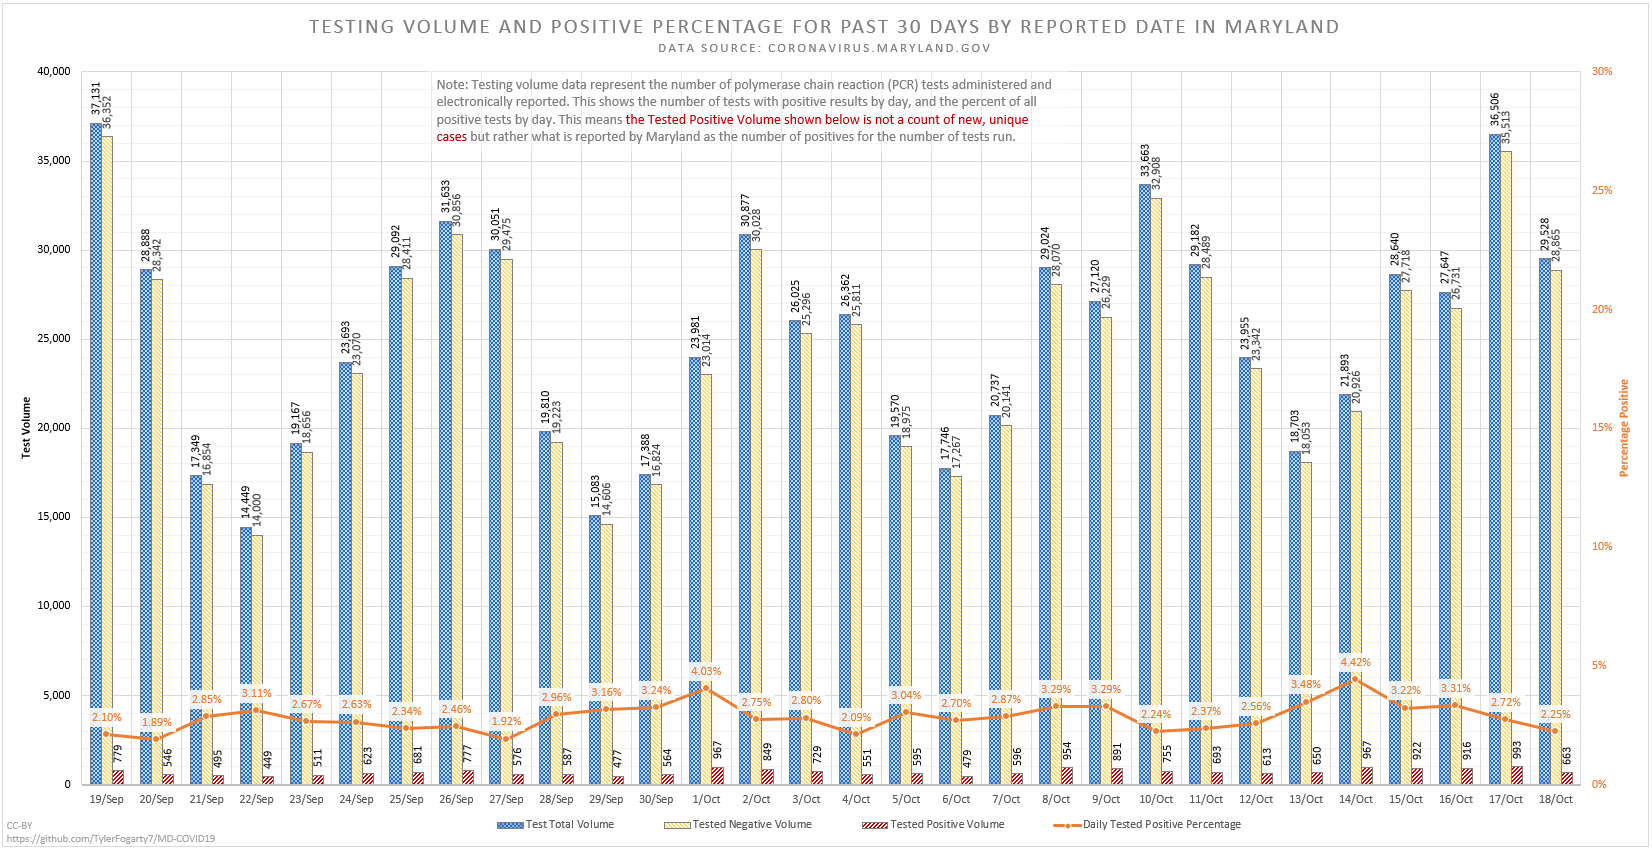 TESTING VOLUME AND POSITIVE PERCENTAGE FOR PAST 30 DAYS BY REPORTED DATE IN MARYLAND
DATA SOURCE: CORONAVIRUS.MARYLAND.GOV
Note: Testing volume data represent the number of polymerase chain reaction (PCR) tests administered and
electronically reported. This shows the number of tests with positive results by day, and the percent of all
positive tests by day. This means the Tested Positive Volume shown below is not a count of new, unique
cases but rather what is reported by Maryland as the number of positives for the number of tests run.
Test Volume
40,000
35,000
30,000
25,000
20,000
15,000
10,000
5,000
0
37,131 36,352 2.10% 779
28,888 28,342 1.89% 546
17,349 16,854 2.85% 495
14,449 14,000 3.11% 449
19,167 18,656 2.67% 511
23,693 23,070 2.63% 623
29,092 28,411 2.34% 681
31,633 30,856 2.46% 777
30,051 29,475 1.92% 576
19,810 19,223 2.96% 587
15,083 14,606 3.16% 477
17,388 16,824 3.24% 564
23,981 23,014 4.03% 967
30,877 30,028 2.75% 849
26,025 25,296 2.80% 729
26,362 25,811 2.09% 551
19,570 18,975 3.04% 595
17,746 17,267 2.70% 479
20,737 20,141 2.87% 596
29,024 28,070 3.29% 954
27,120 26,229 3.29% 891
33,663 32,908 2.24% 755
29,182 28,489 2.37% 693
23,955 23,342 2.56% 613
18,703 18,053 3.48% 650
21,893 20,926 4.42% 967
28,640 27,718 3.22% 922
27,647 26,731 3.31% 916
36,506 35,513 2.72% 993
29,528 28,865 2.25% 663
30%
25%
20%
15%
10%
5%
0%
Percentage Positive
19/Sep 20/Sep 21/Sep 22/Sep 23/Sep 24/Sep 25/Sep 26/Sep 27/Sep 28/Sep 29/Sep 30/Sep 1/Oct 2/Oct 3/Oct 4/Oct 5/Oct 6/Oct 7/Oct 8/Oct 9/Oct 10/Oct 11/Oct 12/Oct 13/Oct 14/Oct 15/Oct 16/Oct 17/Oct 18/Oct
Test Total Volume Tested Negative Volume Tested Positive Volume Daily Tested Positive Percentage
CC-BY
https://github.com/TylerFogarty7/MD-COVID19